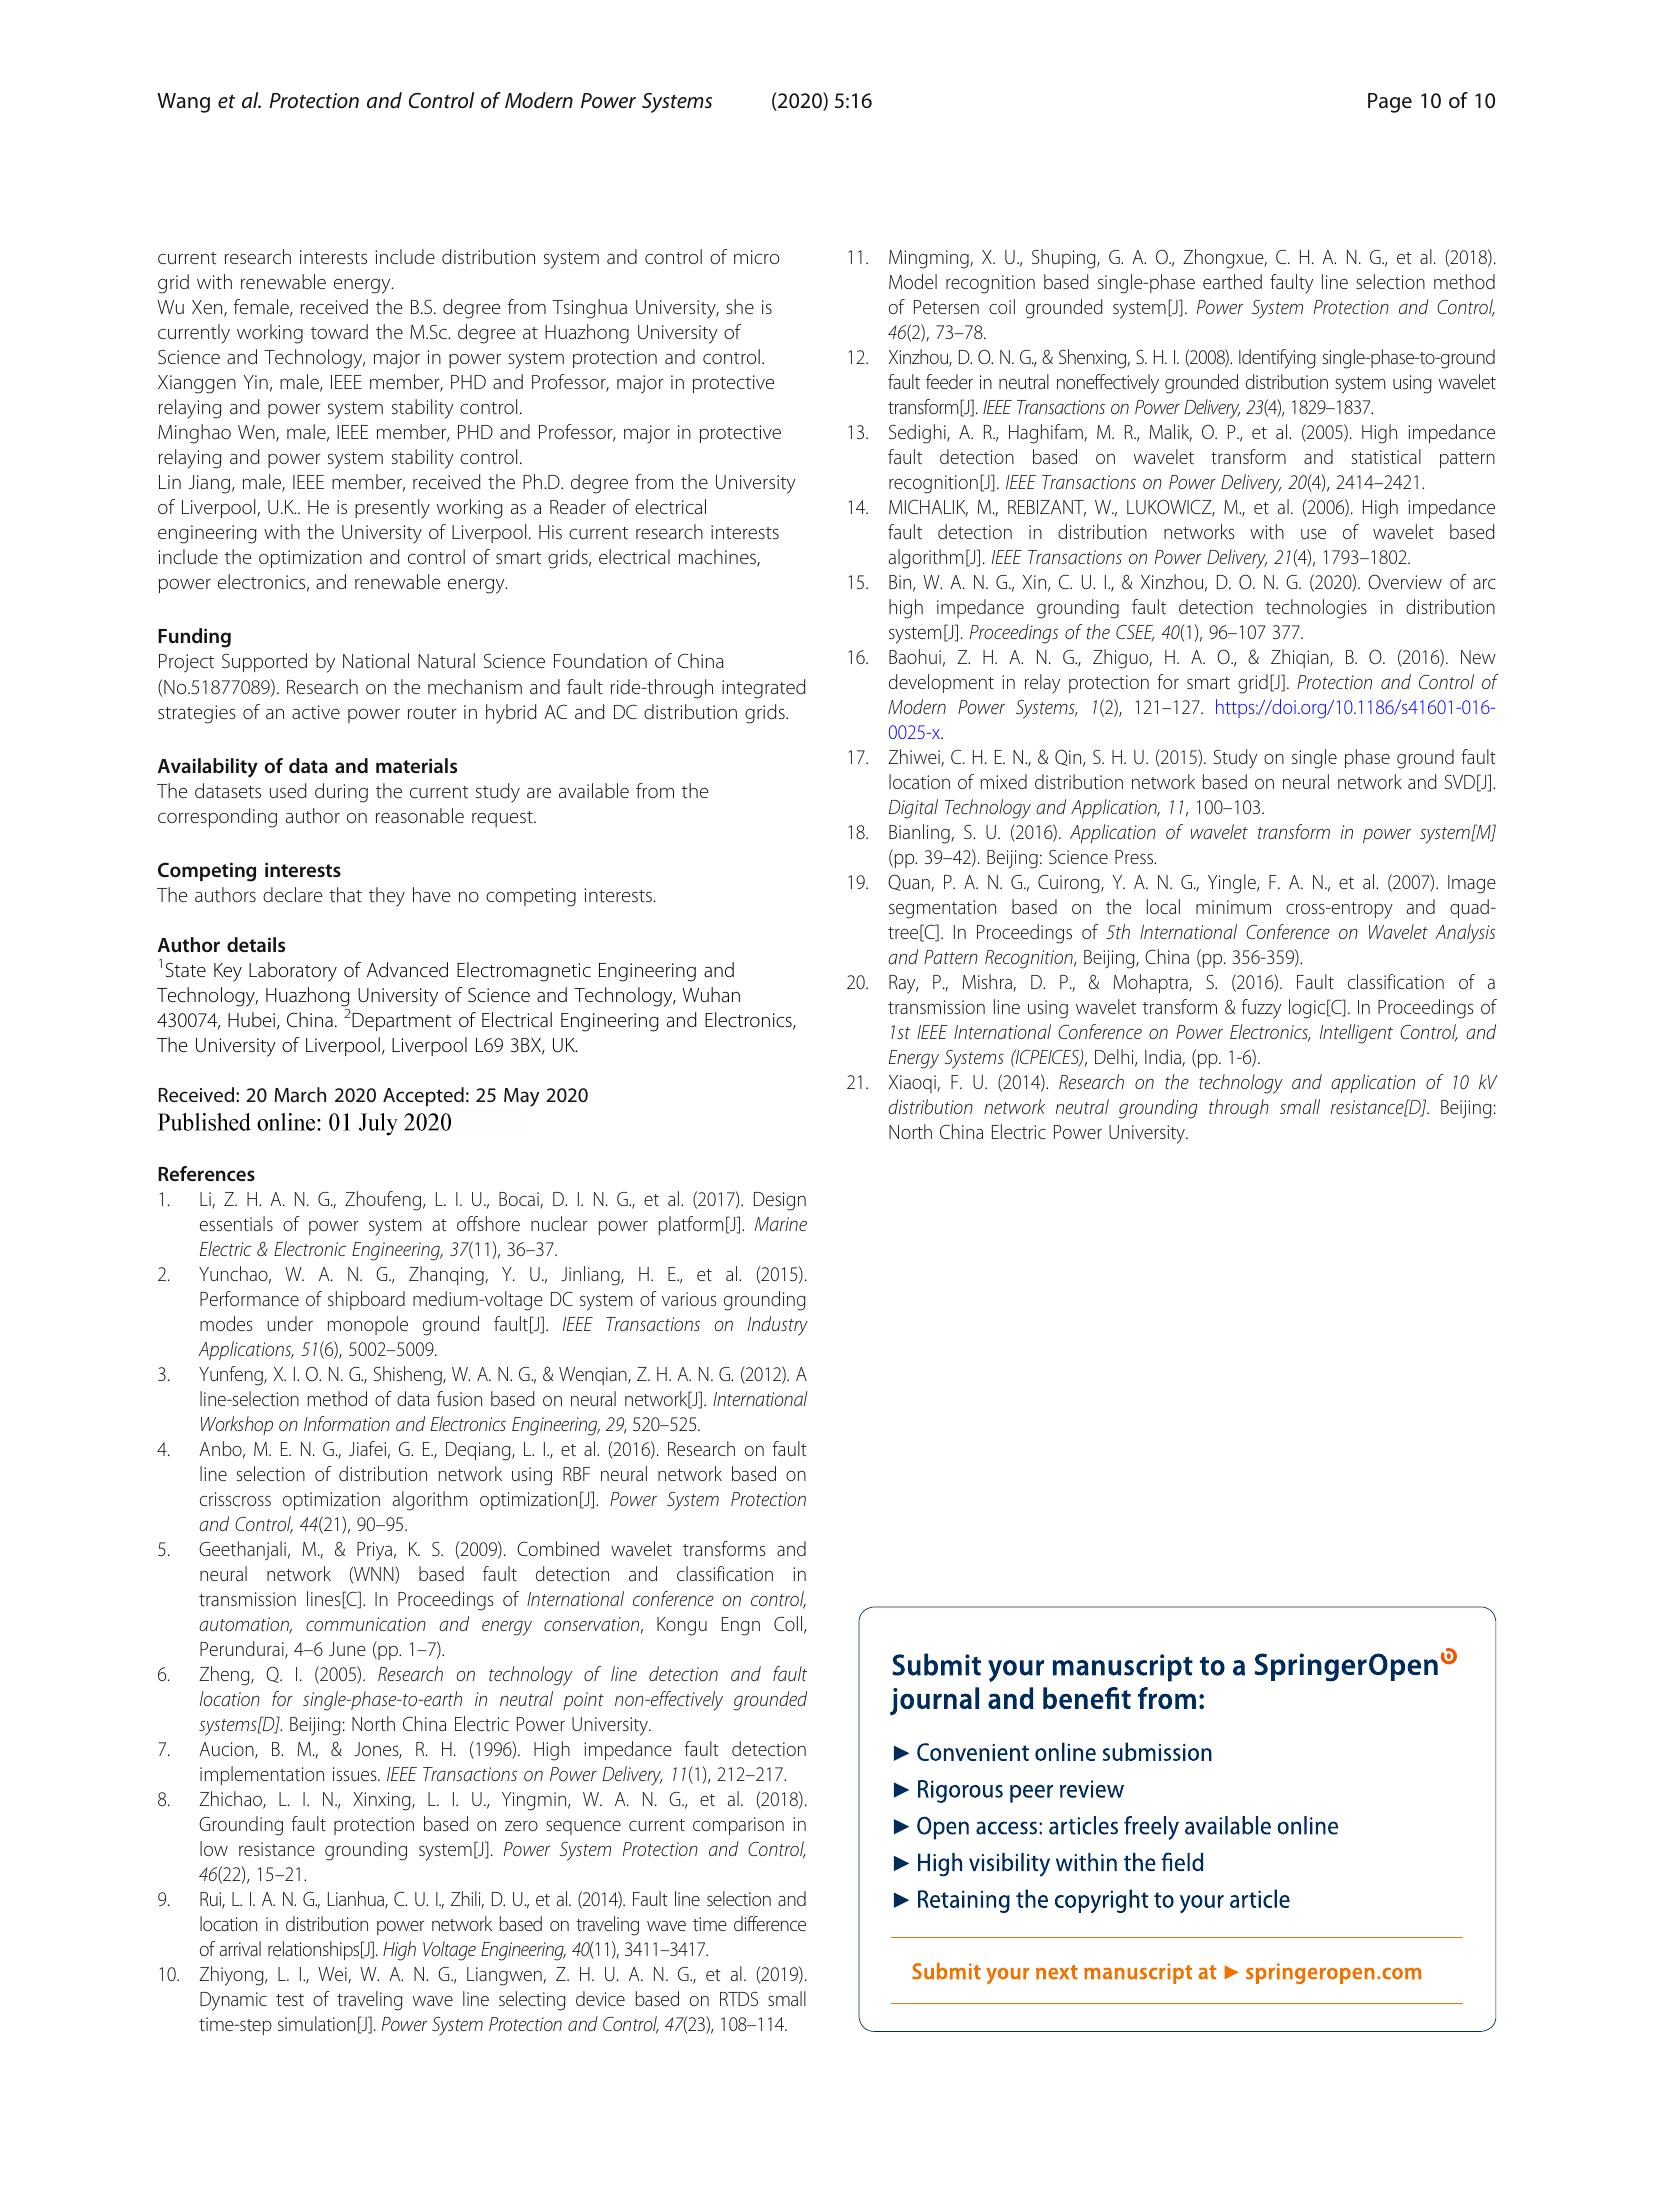 Wang et al. Protection and Control of Modern Power Systems (2020) 5:16 Page 10 of 10
current research interests include distribution system and control of micro
grid with renewable energy.
Wu Xen, female, received the B.S. degree from Tsinghua University, she is
currently working toward the M.Sc. degree at Huazhong University of
Science and Technology, major in power system protection and control.
Xianggen Yin, male, IEEE member, PHD and Professor, major in protective
relaying and power system stability control.
Minghao Wen, male, IEEE member, PHD and Professor, major in protective
relaying and power system stability control.
Lin Jiang, male, IEEE member, received the Ph.D. degree from the University
of Liverpool, U.K.. He is presently working as a Reader of electrical
engineering with the University of Liverpool. His current research interests
include the optimization and control of smart grids, electrical machines,
power electronics, and renewable energy.
Funding
Project Supported by National Natural Science Foundation of China
(No.51877089). Research on the mechanism and fault ride-through integrated
strategies of an active power router in hybrid AC and DC distribution grids.
Availability of data and materials
The datasets used during the current study are available from the
corresponding author on reasonable request.
Competing interests
The authors declare that they have no competing interests.
Author details
1State Key Laboratory of Advanced Electromagnetic Engineering and
Technology, Huazhong University of Science and Technology, Wuhan
430074, Hubei, China. 2Department of Electrical Engineering and Electronics,
The University of Liverpool, Liverpool L69 3BX, UK.
Received: 20 March 2020 Accepted: 25 May 2020
Published online: 01 July 2020
References
1. Li, Z. H. A. N. G., Zhoufeng, L. I. U., Bocai, D. I. N. G., et al. (2017). Design
essentials of power system at offshore nuclear power platform[J]. Marine
Electric & Electronic Engineering, 37(11), 36–37.
2. Yunchao, W. A. N. G., Zhanqing, Y. U., Jinliang, H. E., et al. (2015).
Performance of shipboard medium-voltage DC system of various grounding
modes under monopole ground fault[J]. IEEE Transactions on Industry
Applications, 51(6), 5002–5009.
3. Yunfeng, X. I. O. N. G., Shisheng, W. A. N. G., & Wenqian, Z. H. A. N. G. (2012). A
line-selection method of data fusion based on neural network[J]. International
Workshop on Information and Electronics Engineering, 29, 520–525.
4. Anbo, M. E. N. G., Jiafei, G. E., Deqiang, L. I., et al. (2016). Research on fault
line selection of distribution network using RBF neural network based on
crisscross optimization algorithm optimization[J]. Power System Protection
and Control, 44(21), 90–95.
5. Geethanjali, M., & Priya, K. S. (2009). Combined wavelet transforms and
neural network (WNN) based fault detection and classification in
transmission lines[C]. In Proceedings of International conference on control,
automation, communication and energy conservation, Kongu Engn Coll,
Perundurai, 4–6 June (pp. 1–7).
6. Zheng, Q. I. (2005). Research on technology of line detection and fault
location for single-phase-to-earth in neutral point non-effectively grounded
systems[D]. Beijing: North China Electric Power University.
7. Aucion, B. M., & Jones, R. H. (1996). High impedance fault detection
implementation issues. IEEE Transactions on Power Delivery, 11(1), 212–217.
8. Zhichao, L. I. N., Xinxing, L. I. U., Yingmin, W. A. N. G., et al. (2018).
Grounding fault protection based on zero sequence current comparison in
low resistance grounding system[J]. Power System Protection and Control,
46(22), 15–21.
9. Rui, L. I. A. N. G., Lianhua, C. U. I., Zhili, D. U., et al. (2014). Fault line selection and
location in distribution power network based on traveling wave time difference
of arrival relationships[J]. High Voltage Engineering, 40(11), 3411–3417.
10. Zhiyong, L. I., Wei, W. A. N. G., Liangwen, Z. H. U. A. N. G., et al. (2019).
Dynamic test of traveling wave line selecting device based on RTDS small
time-step simulation[J]. Power System Protection and Control, 47(23), 108–114.
11. Mingming, X. U., Shuping, G. A. O., Zhongxue, C. H. A. N. G., et al. (2018).
Model recognition based single-phase earthed faulty line selection method
of Petersen coil grounded system[J]. Power System Protection and Control,
46(2), 73–78.
12. Xinzhou, D. O. N. G., & Shenxing, S. H. I. (2008). Identifying single-phase-to-ground
fault feeder in neutral noneffectively grounded distribution system using wavelet
transform[J]. IEEE Transactions on Power Delivery, 23(4), 1829–1837.
13. Sedighi, A. R., Haghifam, M. R., Malik, O. P., et al. (2005). High impedance
fault detection based on wavelet transform and statistical pattern
recognition[J]. IEEE Transactions on Power Delivery, 20(4), 2414–2421.
14. MICHALIK, M., REBIZANT, W., LUKOWICZ, M., et al. (2006). High impedance
fault detection in distribution networks with use of wavelet based
algorithm[J]. IEEE Transactions on Power Delivery, 21(4), 1793–1802.
15. Bin, W. A. N. G., Xin, C. U. I., & Xinzhou, D. O. N. G. (2020). Overview of arc
high impedance grounding fault detection technologies in distribution
system[J]. Proceedings of the CSEE, 40(1), 96–107 377.
16. Baohui, Z. H. A. N. G., Zhiguo, H. A. O., & Zhiqian, B. O. (2016). New
development in relay protection for smart grid[J]. Protection and Control of
Modern Power Systems, 1(2), 121–127. https://doi.org/10.1186/s41601-016-
0025-x.
17. Zhiwei, C. H. E. N., & Qin, S. H. U. (2015). Study on single phase ground fault
location of mixed distribution network based on neural network and SVD[J].
Digital Technology and Application, 11, 100–103.
18. Bianling, S. U. (2016). Application of wavelet transform in power system[M]
(pp. 39–42). Beijing: Science Press.
19. Quan, P. A. N. G., Cuirong, Y. A. N. G., Yingle, F. A. N., et al. (2007). Image
segmentation based on the local minimum cross-entropy and quad-
tree[C]. In Proceedings of 5th International Conference on Wavelet Analysis
and Pattern Recognition, Beijing, China (pp. 356-359).
20. Ray, P., Mishra, D. P., & Mohaptra, S. (2016). Fault classification of a
transmission line using wavelet transform & fuzzy logic[C]. In Proceedings of
1st IEEE International Conference on Power Electronics, Intelligent Control, and
Energy Systems (ICPEICES), Delhi, India, (pp. 1-6).
21. Xiaoqi, F. U. (2014). Research on the technology and application of 10 kV
distribution network neutral grounding through small resistance[D]. Beijing:
North China Electric Power University.
Submit your manuscript to a SpringerOpen
journal and benefit from:
► Convenient online submission
► Rigorous peer review
► Open access: articles freely available online
► High visibility within the field
► Retaining the copyright to your article
Submit your next manuscript at ► springeropen.com